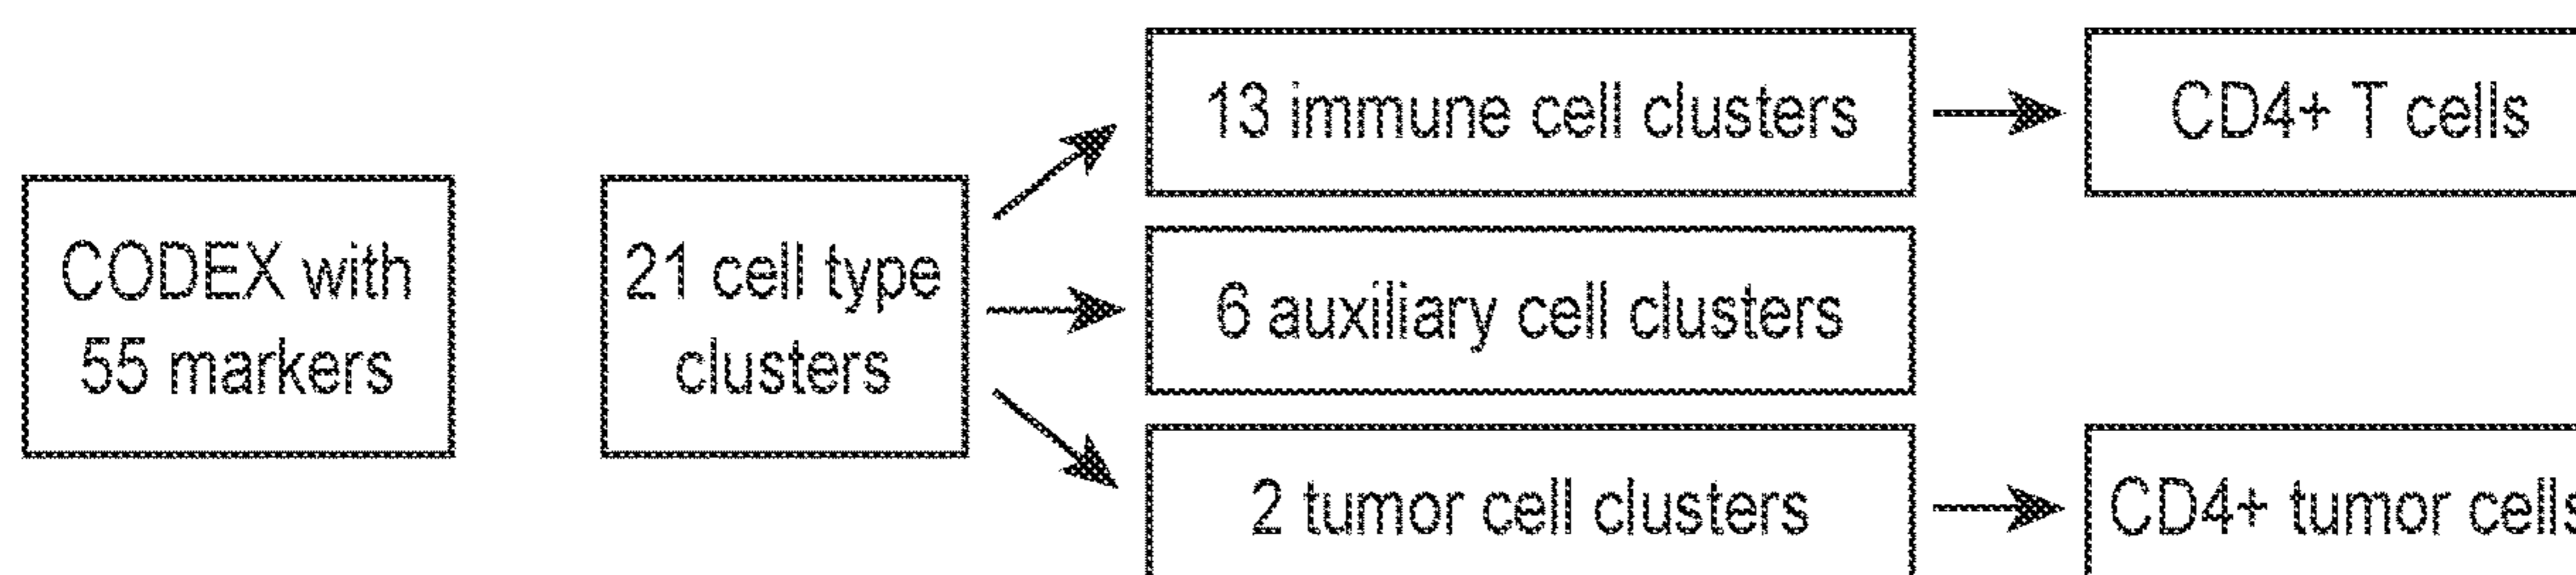 CODEX with
55 markers
21 cell type
clusters
13 immune cell clusters
CD4+ T cells
6 auxiliary cell clusters
2 tumor cell clusters
CD4+ tumor cells